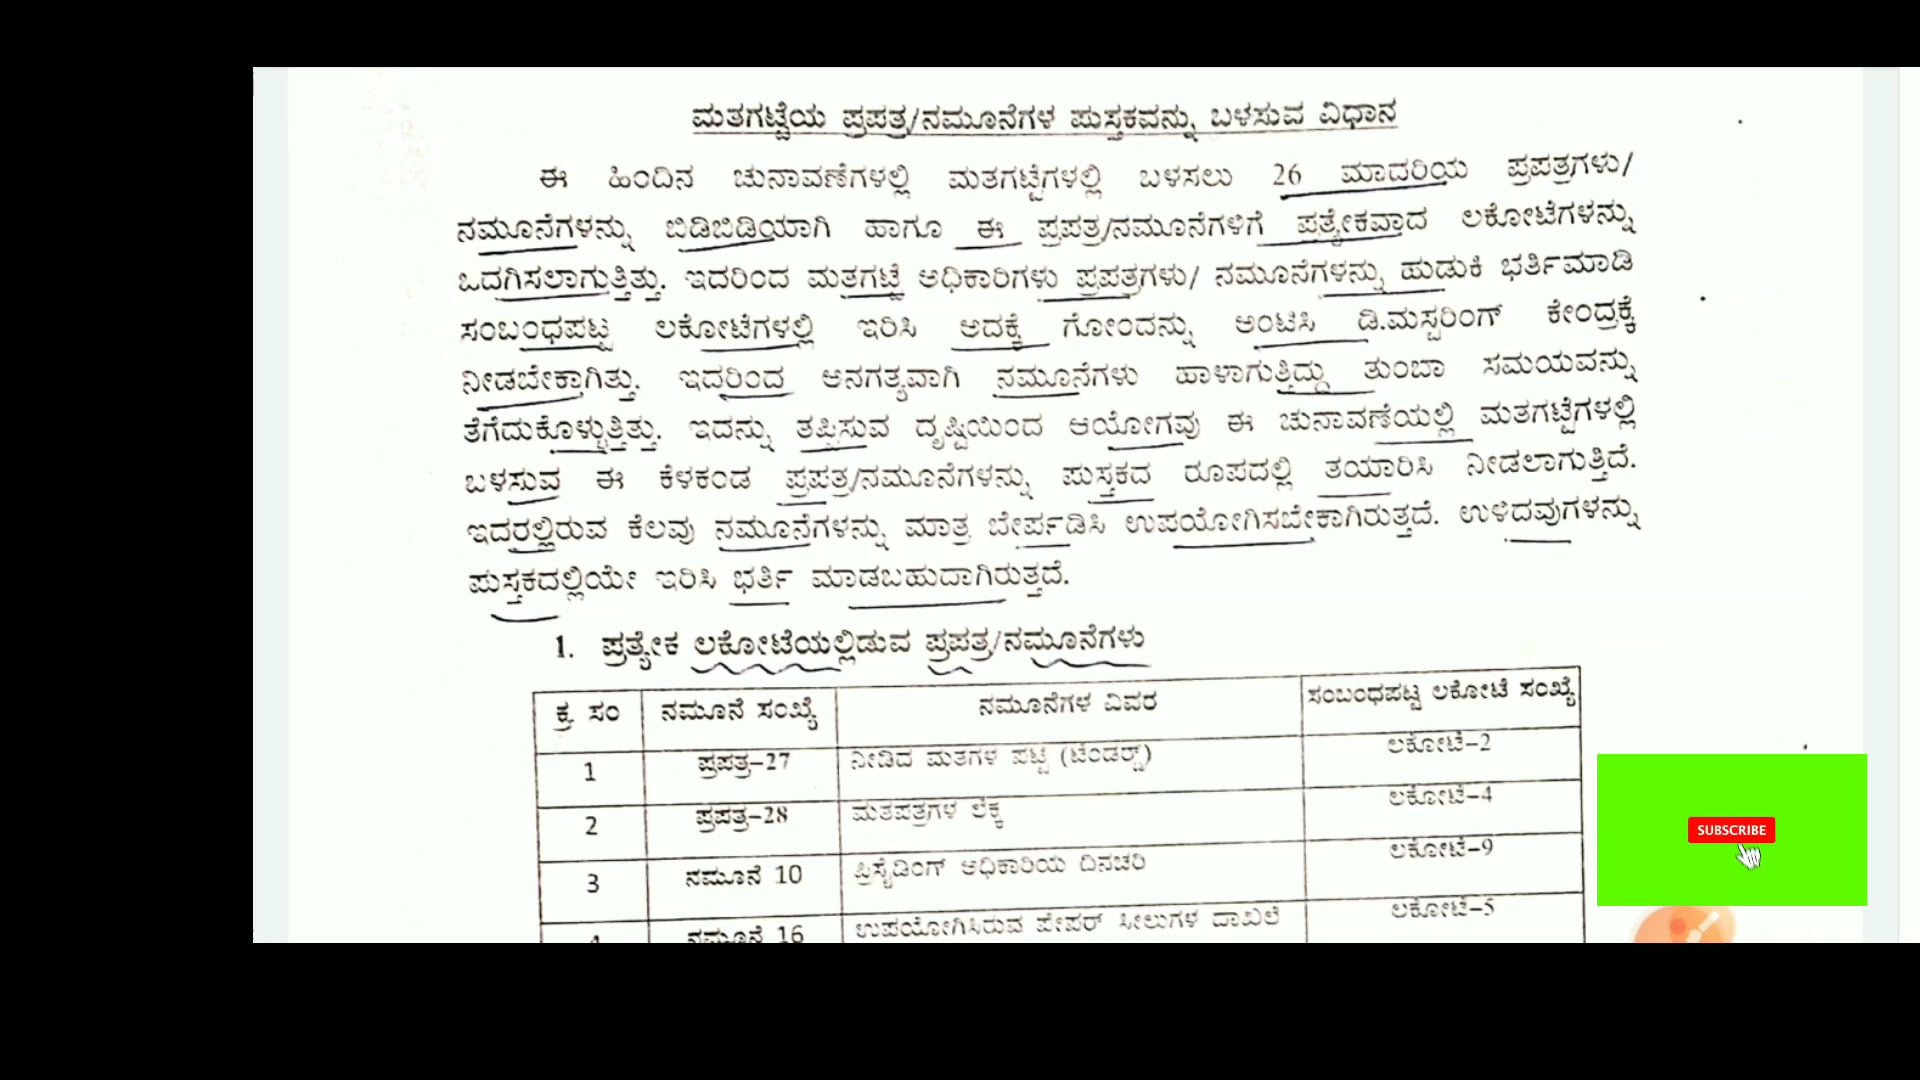 ಮತಗಟ್ಟೆಯ ಪ್ರಪತ್ರ/ನಮೂನೆಗಳ ಪುಸ್ತಕವನ್ನು ಬಳಸುವ ವಿಧಾನ
ಈ ಹಿಂದಿನ ಚುನಾವಣೆಗಳಲ್ಲಿ ಮತಗಟ್ಟೆಗಳಲ್ಲಿ ಬಳಸಲು 26 ಮಾದರಿಯ ಪ್ರಪತ್ರಗಳು/
ನಮೂನೆಗಳನ್ನು ಬಿಡಿಬಿಡಿಯಾಗಿ ಹಾಗೂ ಈ ಪ್ರಪತ್ರ/ನಮೂನೆಗಳಿಗೆ ಪ್ರತ್ಯೇಕವಾದ ಲಕೋಟೆಗಳನ್ನು
ಒದಗಿಸಲಾಗುತ್ತಿತ್ತು. ಇದರಿಂದ ಮತಗಟ್ಟೆ ಅಧಿಕಾರಿಗಳು ಪ್ರಪತ್ರಗಳು/ ನಮೂನೆಗಳನ್ನು ಹುಡುಕಿ ಭರ್ತಿಮಾಡಿ
ಸಂಬಂಧಪಟ್ಟ ಲಕೋಟೆಗಳಲ್ಲಿ ಇರಿಸಿ ಅದಕ್ಕೆ ಗೋಂದನ್ನು ಅಂಟಿಸಿ ಡಿ.ಮಸ್ಟರಿಂಗ್ ಕೇಂದ್ರಕ್ಕೆ
ನೀಡಬೇಕಾಗಿತ್ತು. ಇದರಿಂದ ಅನಗತ್ಯವಾಗಿ ನಮೂನೆಗಳು ಹಾಳಾಗುತ್ತಿದ್ದು ತುಂಬಾ ಸಮಯವನ್ನು
ತೆಗೆದುಕೊಳ್ಳುತ್ತಿತ್ತು. ಇದನ್ನು ತಪ್ಪಿಸುವ ದೃಷ್ಟಿಯಿಂದ ಆಯೋಗವು ಈ ಚುನಾವಣೆಯಲ್ಲಿ ಮತಗಟ್ಟೆಗಳಲ್ಲಿ
ಬಳಸುವ ಈ ಕೆಳಕಂಡ ಪ್ರಪತ್ರ/ನಮೂನೆಗಳನ್ನು ಪುಸ್ತಕದ ರೂಪದಲ್ಲಿ ತಯಾರಿಸಿ ನೀಡಲಾಗುತ್ತಿದೆ.
ಇದರಲ್ಲಿರುವ ಕೆಲವು ನಮೂನೆಗಳನ್ನು ಮಾತ್ರ ಬೇರ್ಪಡಿಸಿ ಉಪಯೋಗಿಸಬೇಕಾಗಿರುತ್ತದೆ. ಉಳಿದವುಗಳನ್ನು
ಪುಸ್ತಕದಲ್ಲಿಯೇ ಇರಿಸಿ ಭರ್ತಿ ಮಾಡಬಹುದಾಗಿರುತ್ತದೆ.
1. ಪ್ರತ್ಯೇಕ ಲಕೋಟೆಯಲ್ಲಿಡುವ ಪ್ರಪತ್ರ/ನಮೂನೆಗಳು
ಕ್ರ. ಸಂ ನಮೂನೆ ಸಂಖ್ಯೆ ನಮೂನೆಗಳ ವಿವರ ಸಂಬಂಧಪಟ್ಟ ಲಕೋಟೆ ಸಂಖ್ಯೆ
1 ಪ್ರಪತ್ರ-27 ನೀಡಿದ ಮತಗಳ ಪಟ್ಟಿ (ಟೆಂಡರ್ಡ್) ಲಕೋಟೆ-2
2 ಪ್ರಪತ್ರ-28 ಮತಪತ್ರಗಳ ಲೆಕ್ಕ ಲಕೋಟೆ-4
3 ನಮೂನೆ 10 ಪ್ರಿಸೈಡಿಂಗ್ ಅಧಿಕಾರಿಯ ದಿನಚರಿ ಲಕೋಟೆ-9
4 ನಮೂನೆ 16 ಉಪಯೋಗಿಸಿರುವ ಪೇಪರ್ ಸೀಲುಗಳ ದಾಖಲೆ ಲಕೋಟೆ-5
SUBSCRIBE